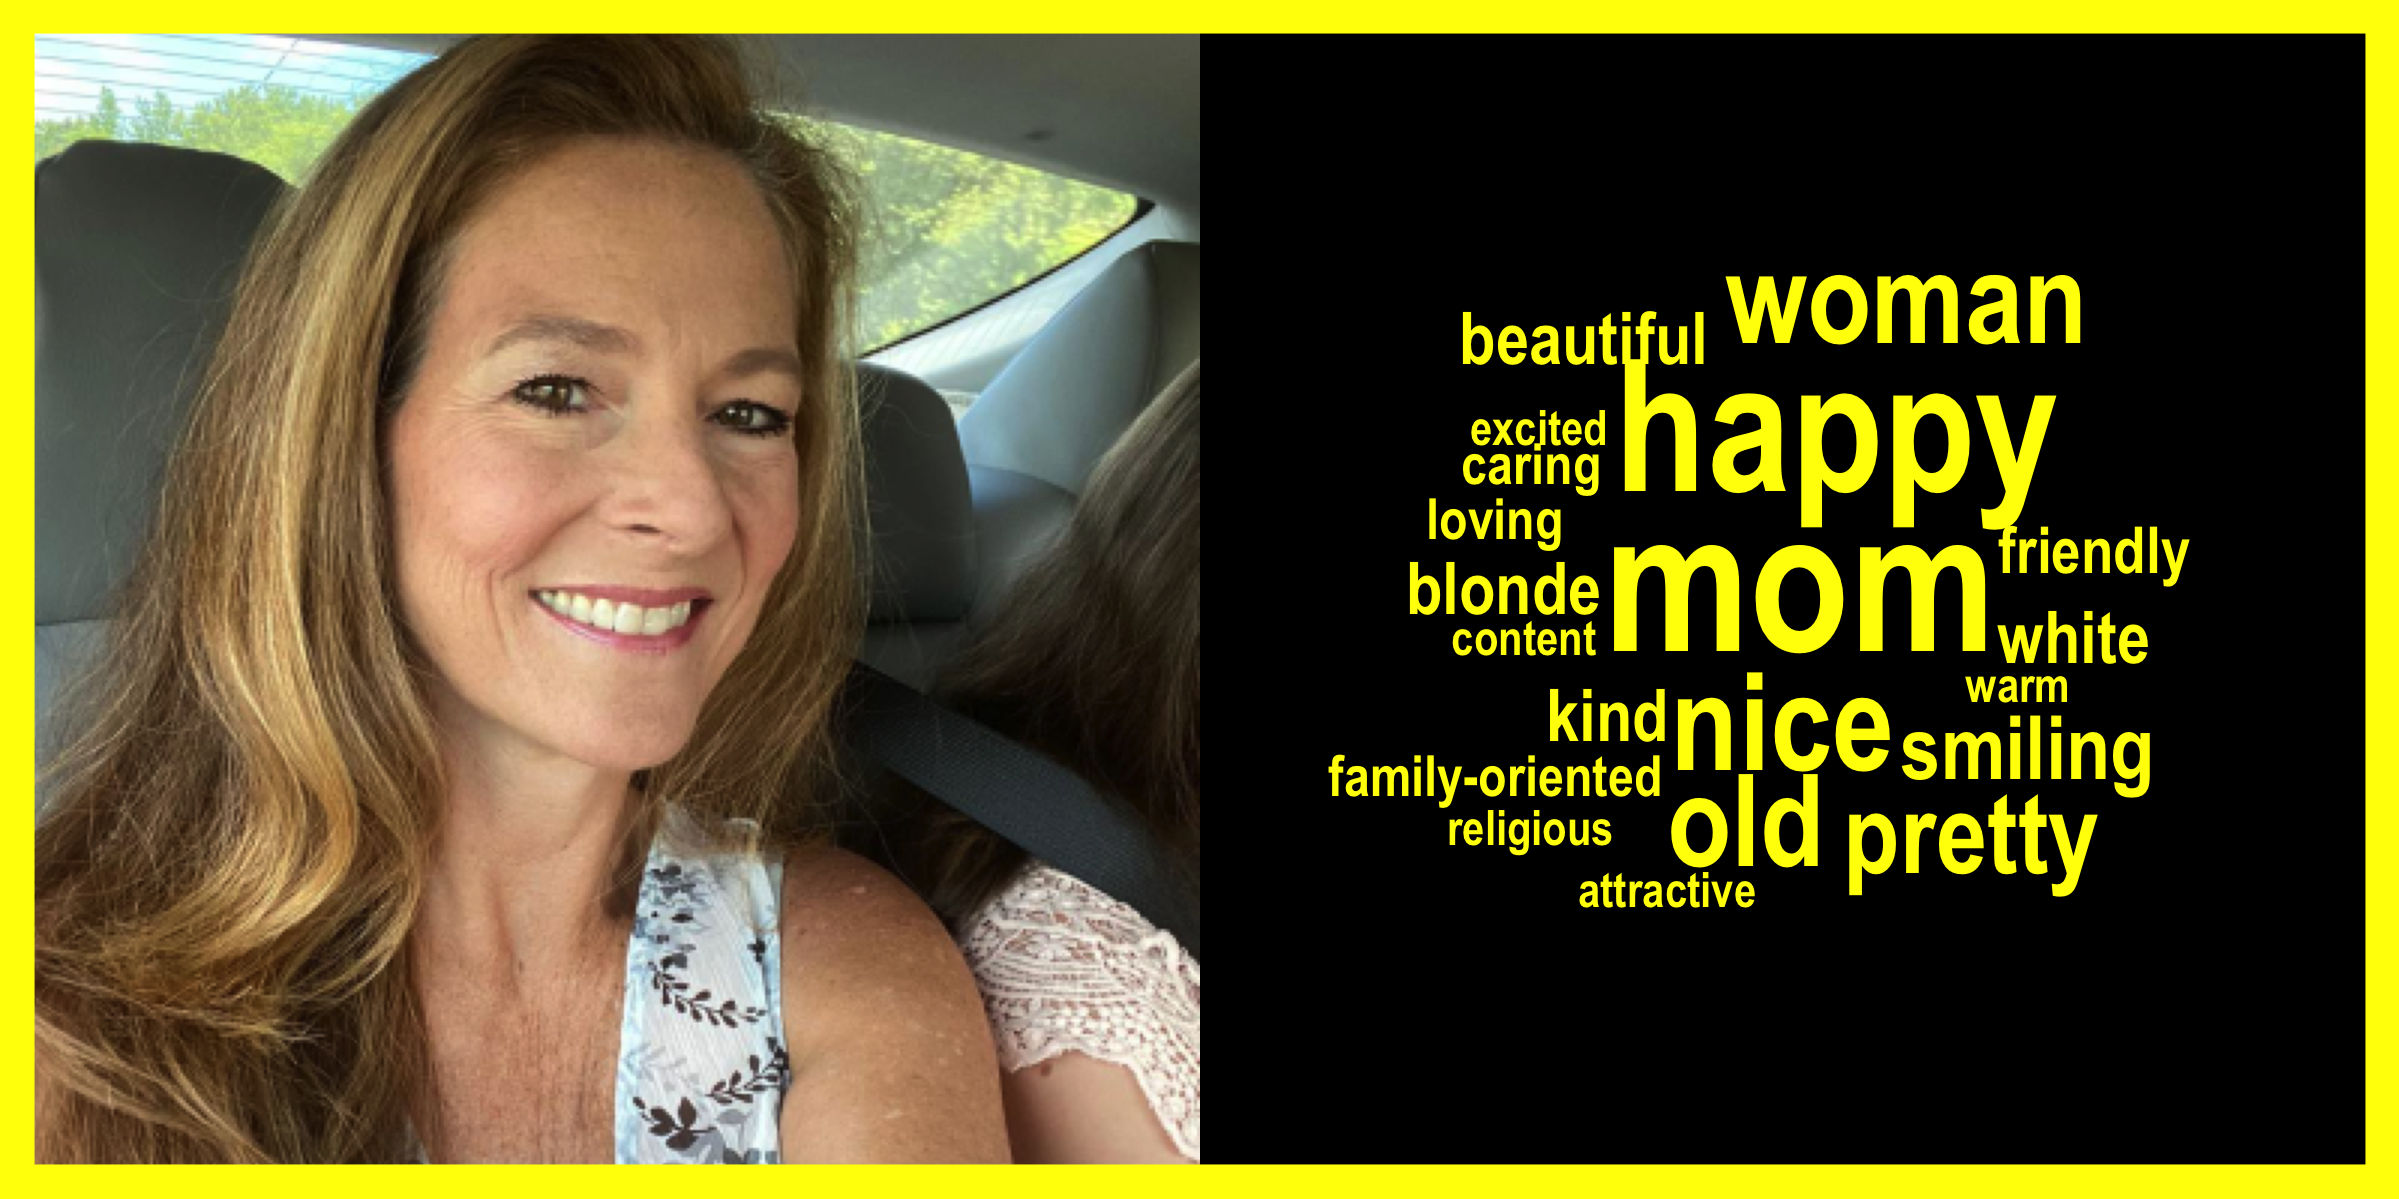 woman
beautiful
happy
excited
caring
loving
friendly
mom
blonde
content
white
warm
kind
nice
smiling
family-oriented
old
pretty
religious
attractive